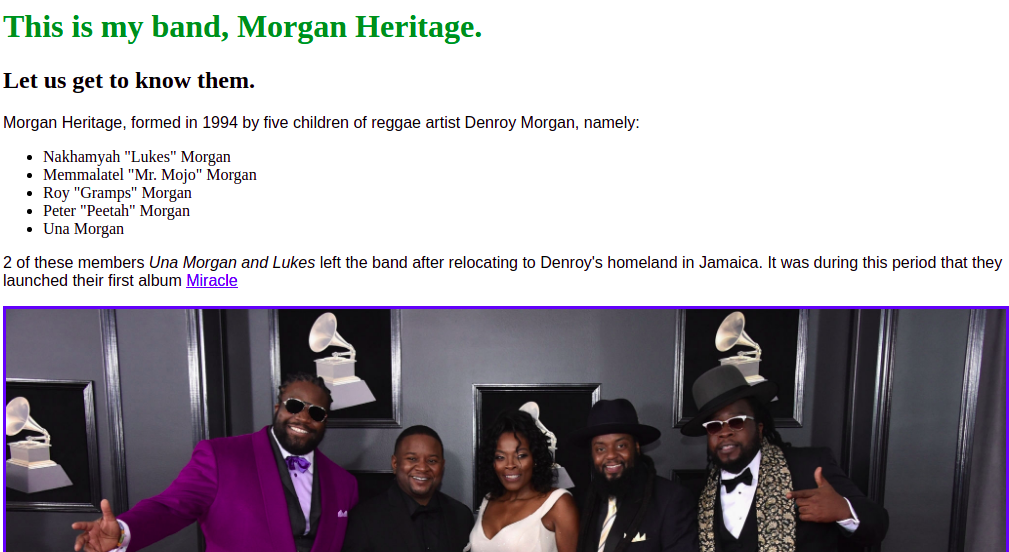 This is my band, Morgan Heritage.
Let us get to know them.
Morgan Heritage, formed in 1994 by five children of reggae artist Denroy Morgan, namely:
Nakhamyah "Lukes" Morgan
Memmalatel "Mr. Mojo" Morgan
Roy "Gramps" Morgan
Peter "Peetah" Morgan
Una Morgan
2 of these members Una Morgan and Lukes left the band after relocating to Denroy's homeland in Jamaica. It was during this period that they
launched their first album Miracle